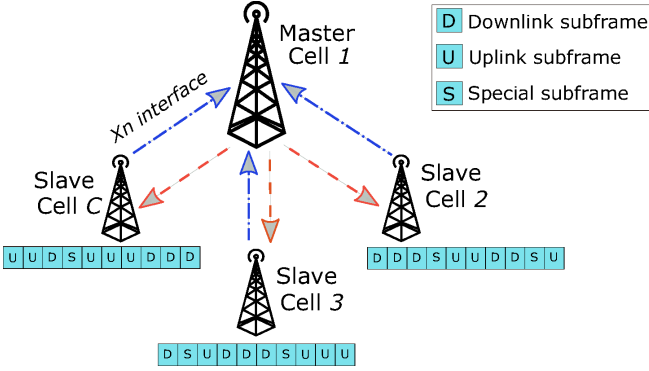 Master
Cell 1
D Downlink subframe
U Uplink subframe
S Special subframe
Xn interface
Slave
Cell C
Slave
Cell 2
U U D S U U U D D D
D D D S U U D D S U
Slave
Cell 3
D S U D D D S U U U